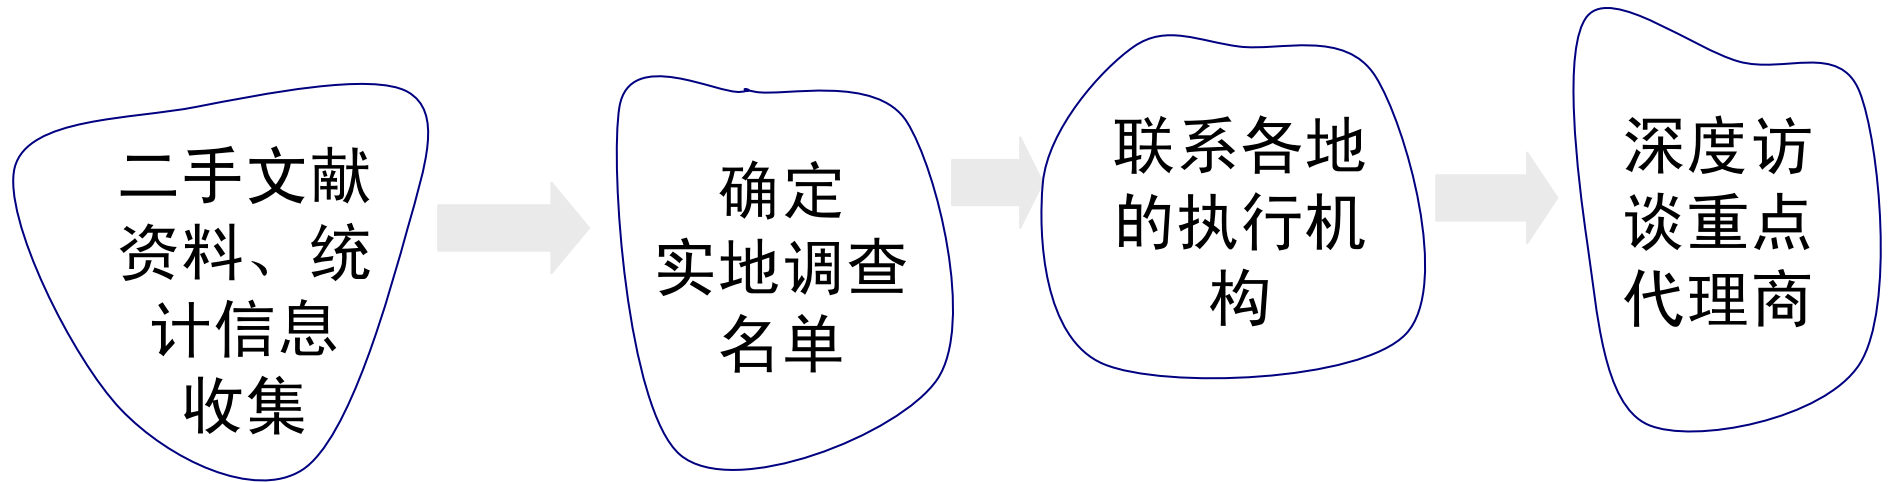 二手文献
资料、统
计信息
收集
确定
实地调查
名单
联系各地
的执行机
构
深度访
谈重点
代理商